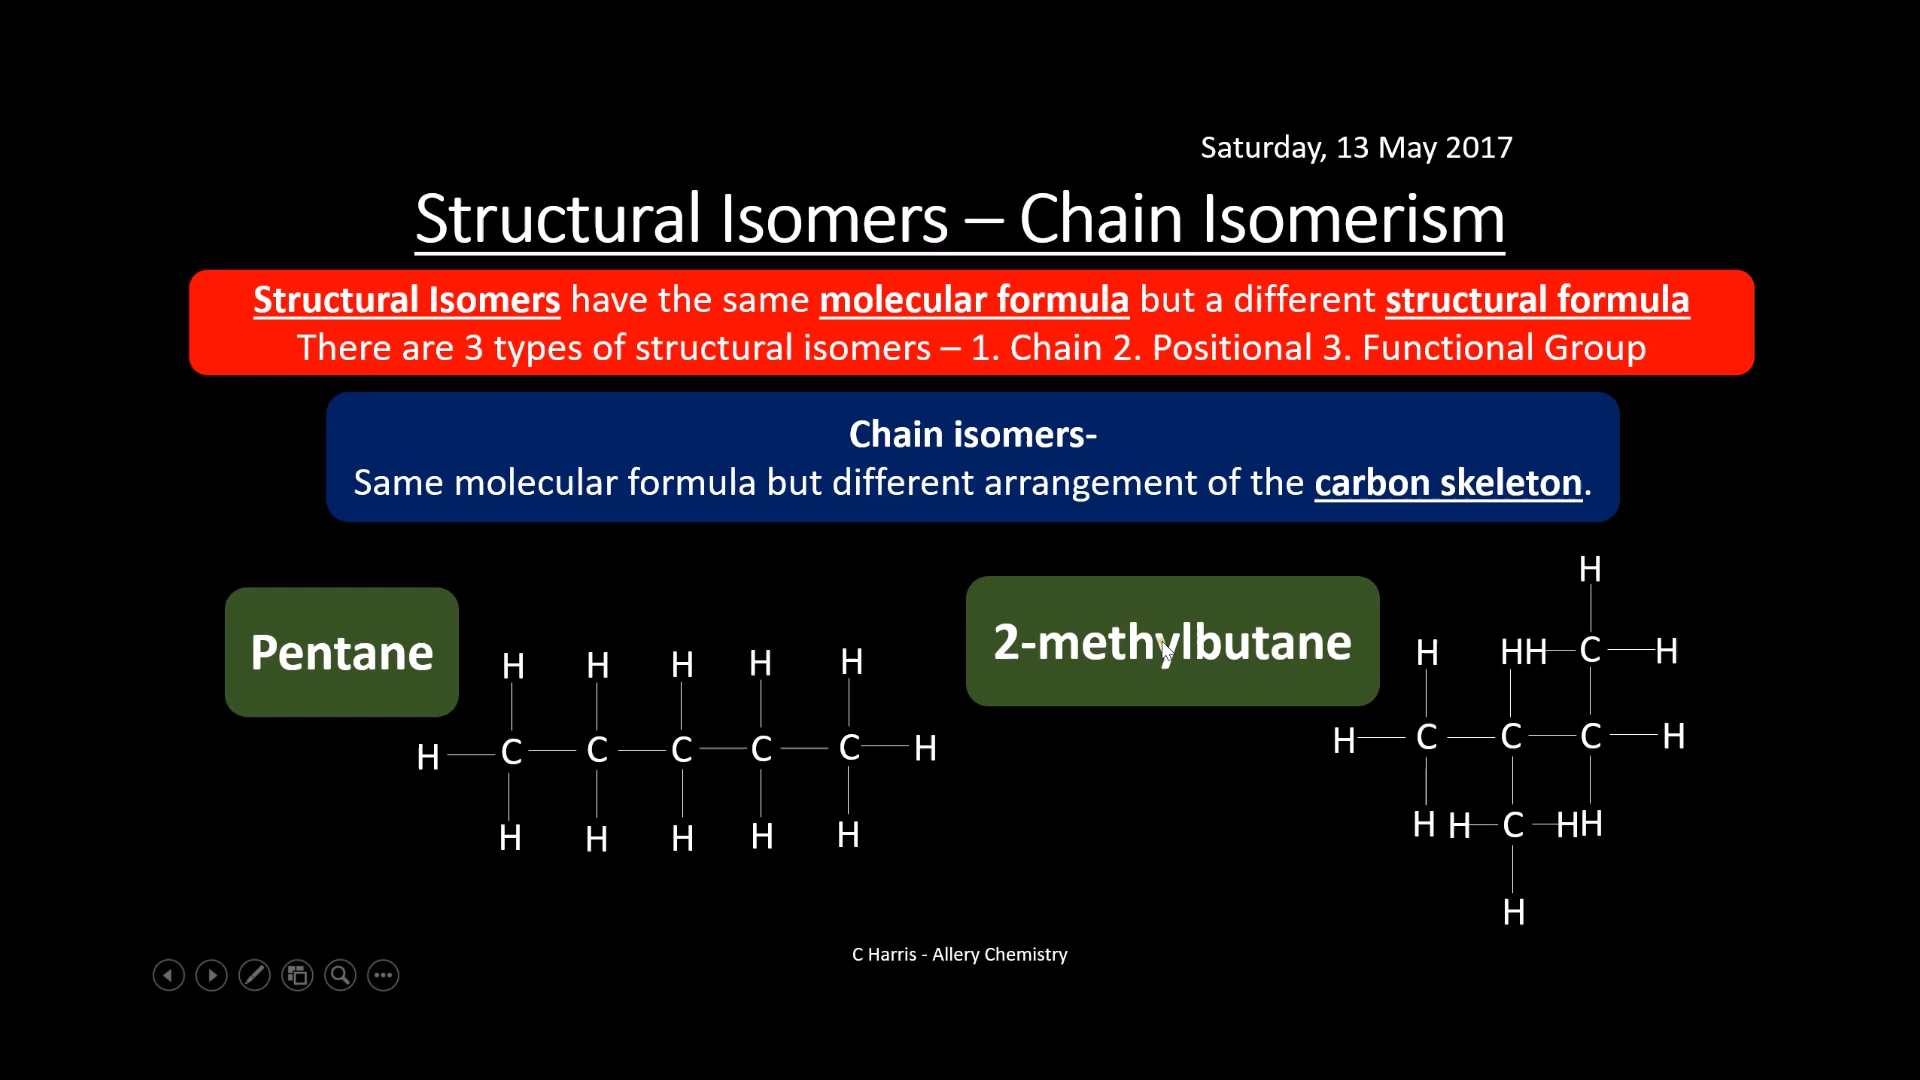 Saturday, 13 May 2017
Structural Isomers – Chain Isomerism
Structural Isomers have the same molecular formula but a different structural formula
There are 3 types of structural isomers – 1. Chain 2. Positional 3. Functional Group
Chain isomers-
Same molecular formula but different arrangement of the carbon skeleton.
Pentane
H H H H H
H C C C C C H
H H H H H
2-methylbutane
H
H HH C H
H C C C H
H H C HH
H
C Harris - Allery Chemistry